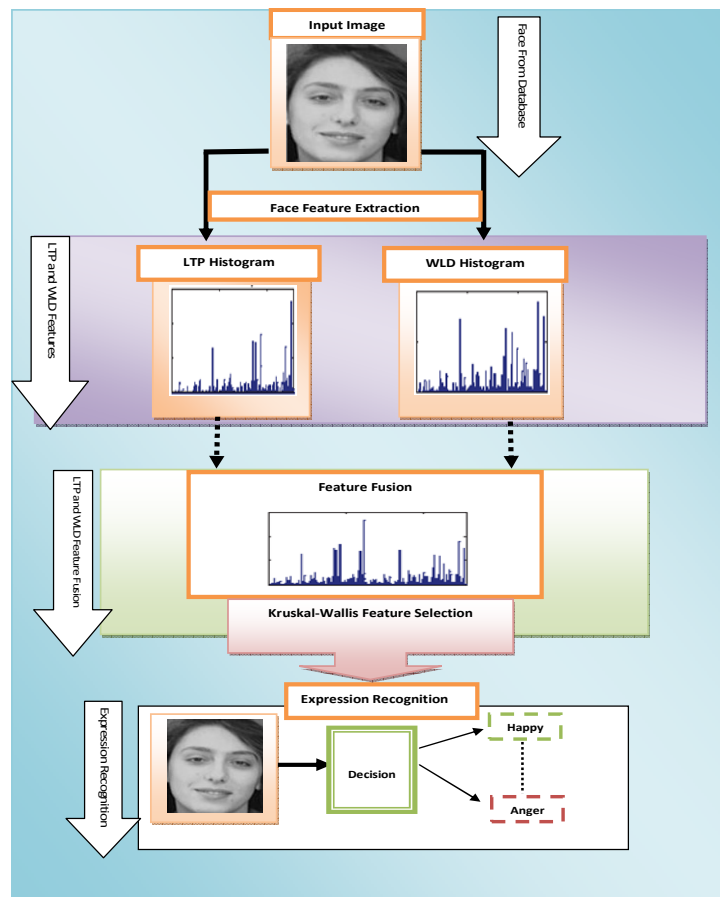 Input Image
Face From Database
Face Feature Extraction
LTP and WLD Features
LTP Histogram
WLD Histogram
LTP and WLD Feature Fusion
Feature Fusion
Kruskal-Wallis Feature Selection
Expression Recognition
Expression Recognition
Decision
Happy
Anger